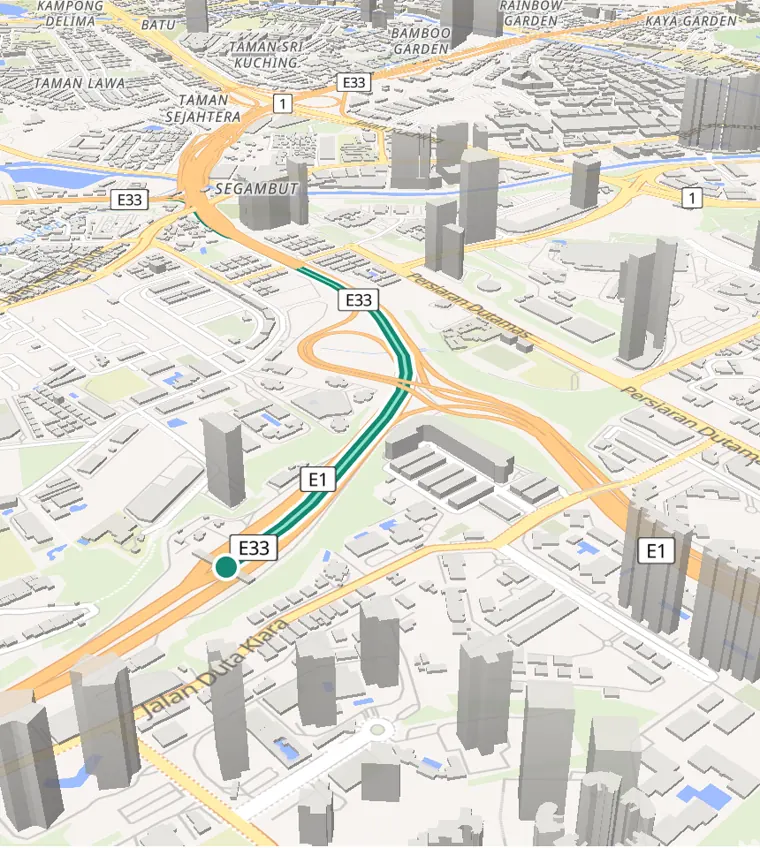 KAMPONG
DELIMA
BATU
RAINBOW
GARDEN
KAYA GARDEN
BAMBOO
GARDEN
TAMAN SRI
KUCHING
TAMAN LAWA
E33
1
TAMAN
SEJAHTERA
SEGAMBUT
E33
1
E33
Persiaran Dutamas
Persiaran Dutam
E1
E33
E1
Jalan Duta Kiara